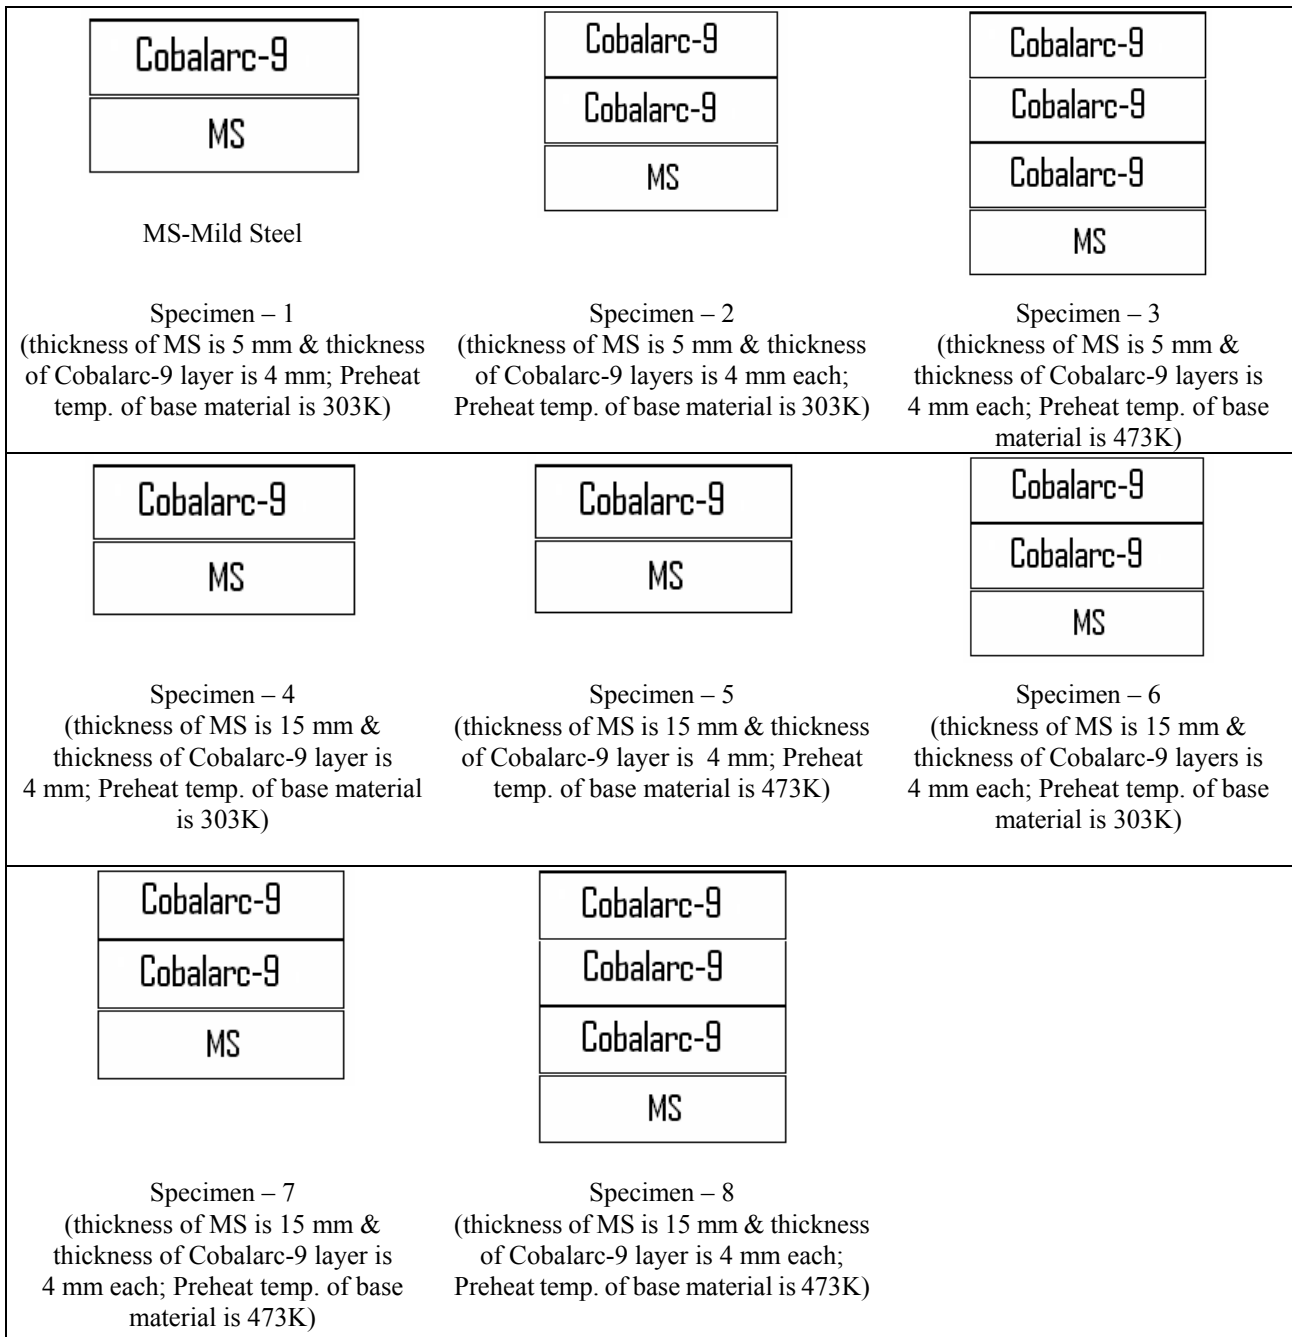 Cobalarc-9
MS
MS-Mild Steel
Specimen – 1
(thickness of MS is 5 mm & thickness
of Cobalarc-9 layer is 4 mm; Preheat
temp. of base material is 303K)
Cobalarc-9
Cobalarc-9
MS
Specimen – 2
(thickness of MS is 5 mm & thickness
of Cobalarc-9 layers is 4 mm each;
Preheat temp. of base material is 303K)
Cobalarc-9
Cobalarc-9
Cobalarc-9
MS
Specimen – 3
(thickness of MS is 5 mm &
thickness of Cobalarc-9 layers is
4 mm each; Preheat temp. of base
material is 473K)
Cobalarc-9
MS
Specimen – 4
(thickness of MS is 15 mm &
thickness of Cobalarc-9 layer is
4 mm; Preheat temp. of base material
is 303K)
Cobalarc-9
MS
Specimen – 5
(thickness of MS is 15 mm & thickness
of Cobalarc-9 layer is 4 mm; Preheat
temp. of base material is 473K)
Cobalarc-9
Cobalarc-9
MS
Specimen – 6
(thickness of MS is 15 mm &
thickness of Cobalarc-9 layers is
4 mm each; Preheat temp. of base
material is 303K)
Cobalarc-9
Cobalarc-9
MS
Specimen – 7
(thickness of MS is 15 mm &
thickness of Cobalarc-9 layer is
4 mm each; Preheat temp. of base
material is 473K)
Cobalarc-9
Cobalarc-9
Cobalarc-9
MS
Specimen – 8
(thickness of MS is 15 mm & thickness
of Cobalarc-9 layer is 4 mm each;
Preheat temp. of base material is 473K)